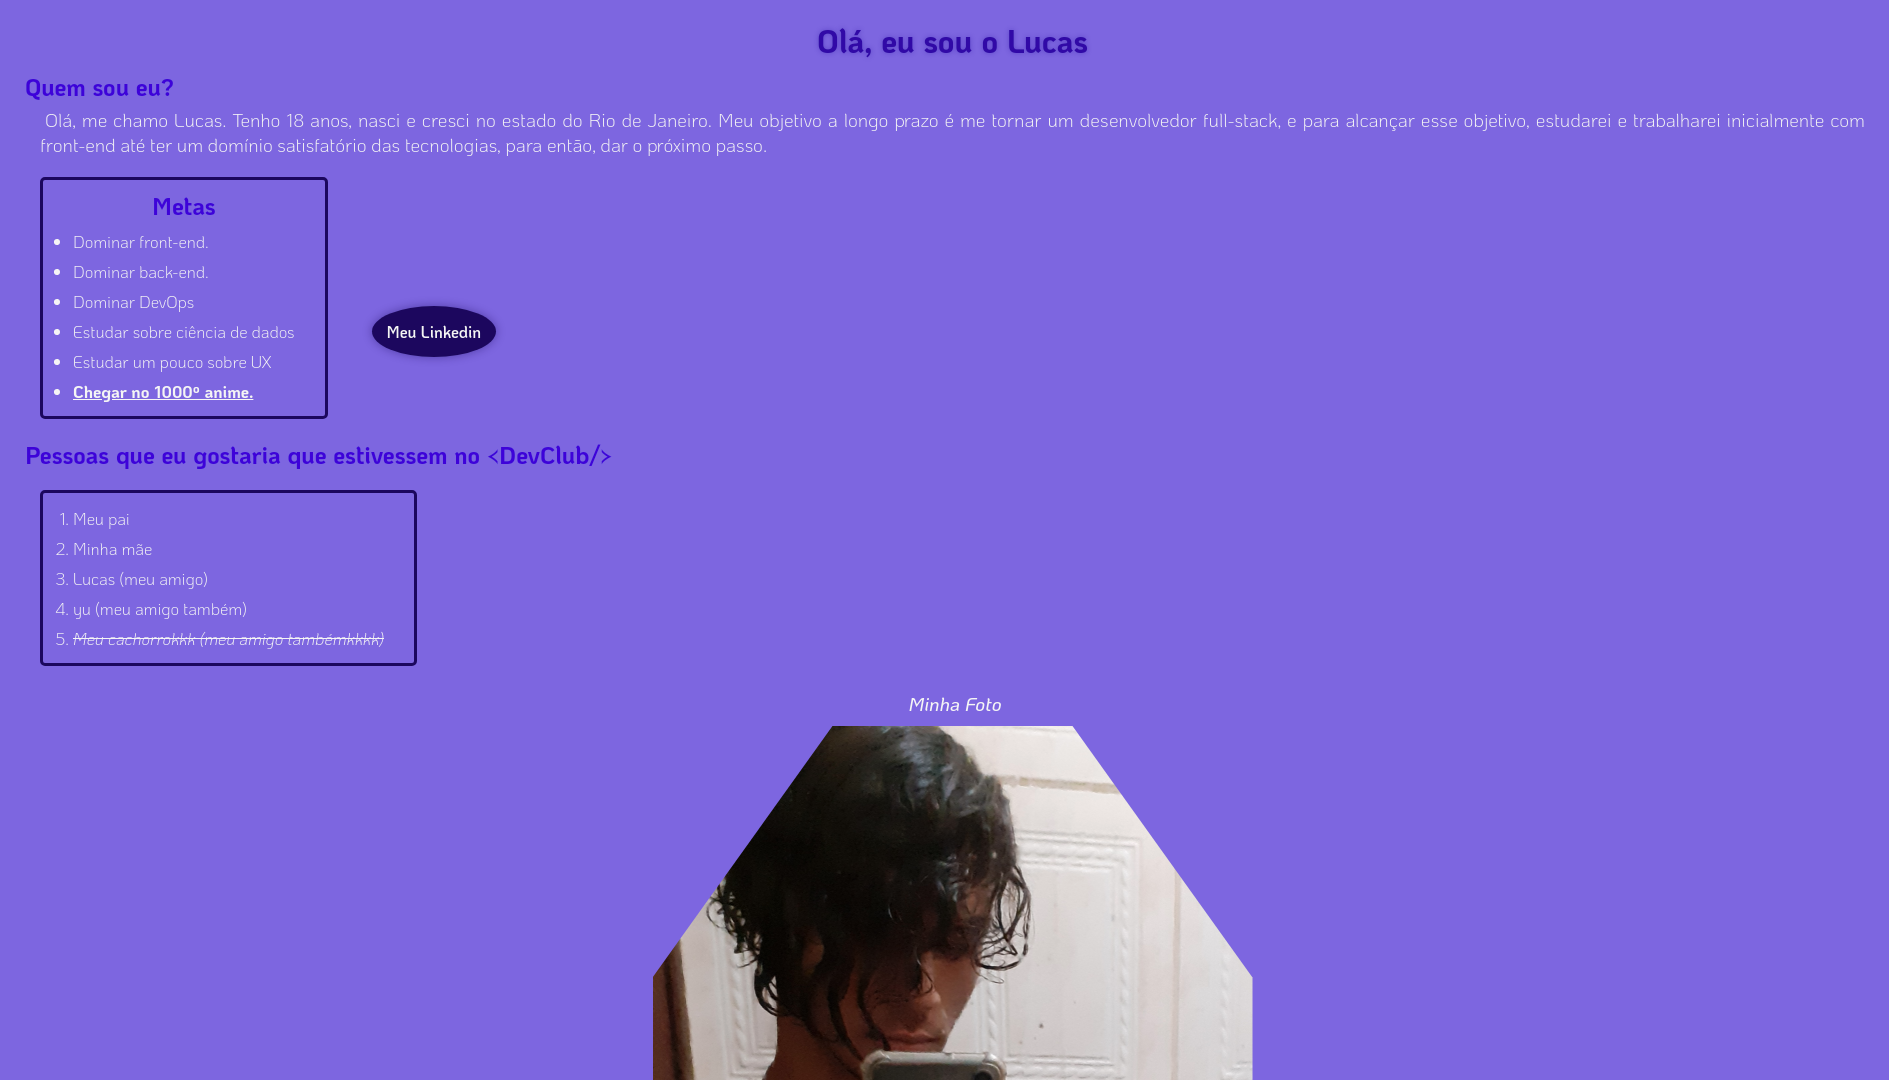 Olá, eu sou o Lucas
Quem sou eu?
Olá, me chamo Lucas. Tenho 18 anos, nasci e cresci no estado do Rio de Janeiro. Meu objetivo a longo prazo é me tornar um desenvolvedor full-stack, e para alcançar esse objetivo, estudarei e trabalharei inicialmente com
front-end até ter um domínio satisfatório das tecnologias, para então, dar o próximo passo.
Metas
• Dominar front-end.
• Dominar back-end.
• Dominar DevOps
• Estudar sobre ciência de dados
• Estudar um pouco sobre UX
• Chegar no 1000º anime.
Meu Linkedin
Pessoas que eu gostaria que estivessem no <DevClub/>
1. Meu pai
2. Minha mãe
3. Lucas (meu amigo)
4. yu (meu amigo também)
5. Meu cachorrokkk (meu amigo tambémkkkk)
Minha Foto